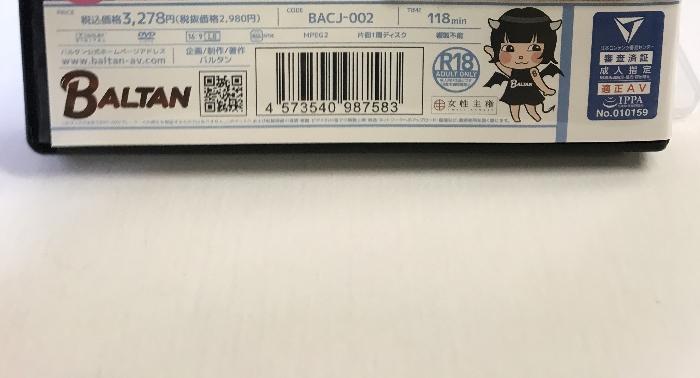 PRICE
税込価格3,278円(税抜価格2,980円)
CODE
BACJ-002
TIME
118min
DVD
16:9 LB
MPEG2
片面1層ディスク
複製不能
バルタン公式ホームページアドレス
www.baltan-av.com
企画/制作/著作
バルタン
BALTAN
4 573540 987583
R18
ADULT ONLY
女性主権
BALTAN
審査済証
成人指定
適正AV
IPPA
No.010159